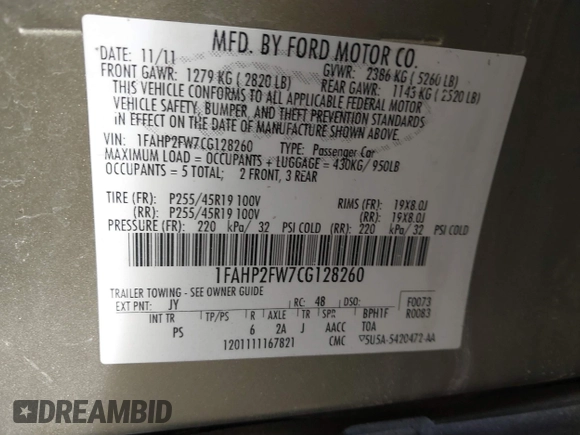 MFD. BY FORD MOTOR CO.
*DATE: 11/11 GVWR: 2386 KG ( 5260 LB)
FRONT GAWR: 1279 KG ( 2820 LB) REAR GAWR: 1143 KG ( 2520 LB)
THIS VEHICLE CONFORMS TO ALL APPLICABLE FEDERAL MOTOR
VEHICLE SAFETY, BUMPER, AND THEFT PREVENTION STANDARDS
IN EFFECT ON THE DATE OF MANUFACTURE SHOWN ABOVE.
VIN: 1FAHP2FW7CG128260 TYPE: Passenger Car
MAXIMUM LOAD = OCCUPANTS + LUGGAGE = 430KG/ 950LB
OCCUPANTS = 5 TOTAL; 2 FRONT, 3 REAR
TIRE (FR): P255/45R19 100V RIMS (FR): 19X8.0J
(RR): P255/45R19 100V (RR): 19X8.0J
PRESSURE (FR): 220 kPa/ 32 PSI COLD (RR): 220 kPa/ 32 PSI COLD
1FAHP2FW7CG128260
TRAILER TOWING - SEE OWNER GUIDE
EXT PNT: JY RC: 48 DSO: F0073
INT TR TP/PS R AXLE TR SPR BPH1F R0083
PS 6 2A J AACC TOA
1201111167821 CMC ▽5U5A-5420472-AA
DREAMBID